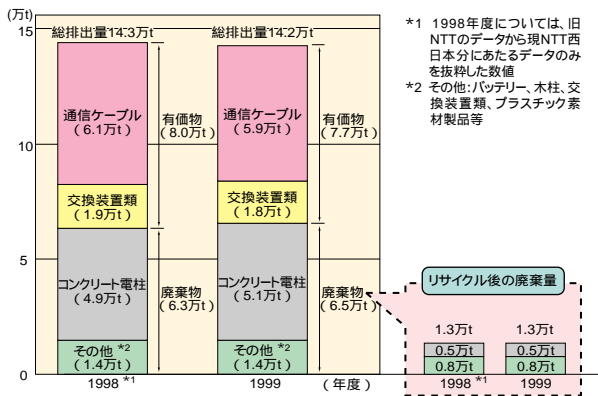 (万t)
15
10
5
0
総排出量14.3万t
通信ケーブル
(6.1万t)
交換装置類
(1.9万t)
コンクリート電柱
(4.9万t)
その他 *2
(1.4万t)
有価物
(8.0万t)
廃棄物
(6.3万t)
1998 *1
総排出量14.2万t
通信ケーブル
(5.9万t)
交換装置類
(1.8万t)
コンクリート電柱
(5.1万t)
その他 *2
(1.4万t)
有価物
(7.7万t)
廃棄物
(6.5万t)
1999
(年度)
*1 1998年度については、旧
NTTのデータから現NTT西
日本分にあたるデータのみ
を抜粋した数値
*2 その他:バッテリー、木柱、交
換装置類、プラスチック素
材製品等
リサイクル後の廃棄量
1.3万t
0.5万t
0.8万t
1998 *1
1.3万t
0.5万t
0.8万t
1999